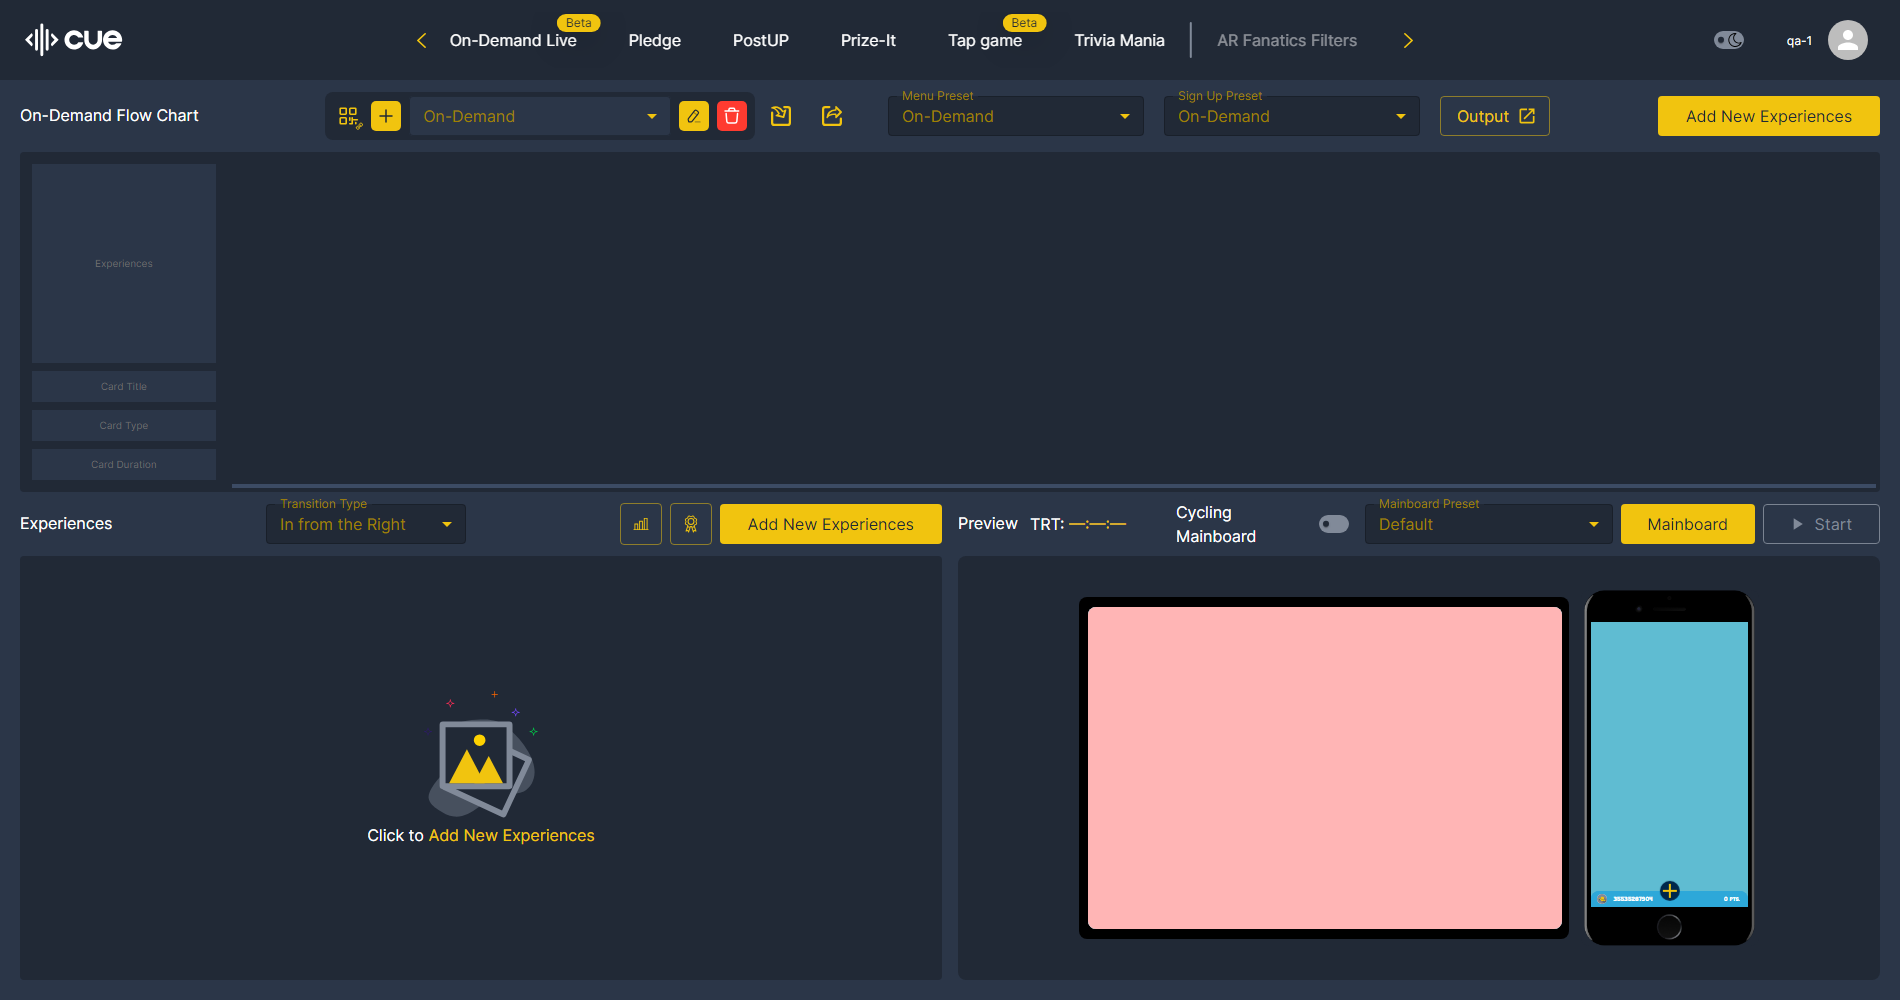 cue
On-Demand Live
Beta
Pledge
PostUP
Prize-It
Tap game
Beta
Trivia Mania
AR Fanatics Filters
qa-1
On-Demand Flow Chart
On-Demand
Menu Preset
On-Demand
Sign Up Preset
On-Demand
Output
Add New Experiences
Experiences
Card Title
Card Type
Card Duration
Experiences
Transition Type
In from the Right
Add New Experiences
Preview
TRT: —:—:—
Cycling
Mainboard
Mainboard Preset
Default
Mainboard
Start
Click to Add New Experiences
0 PTS.